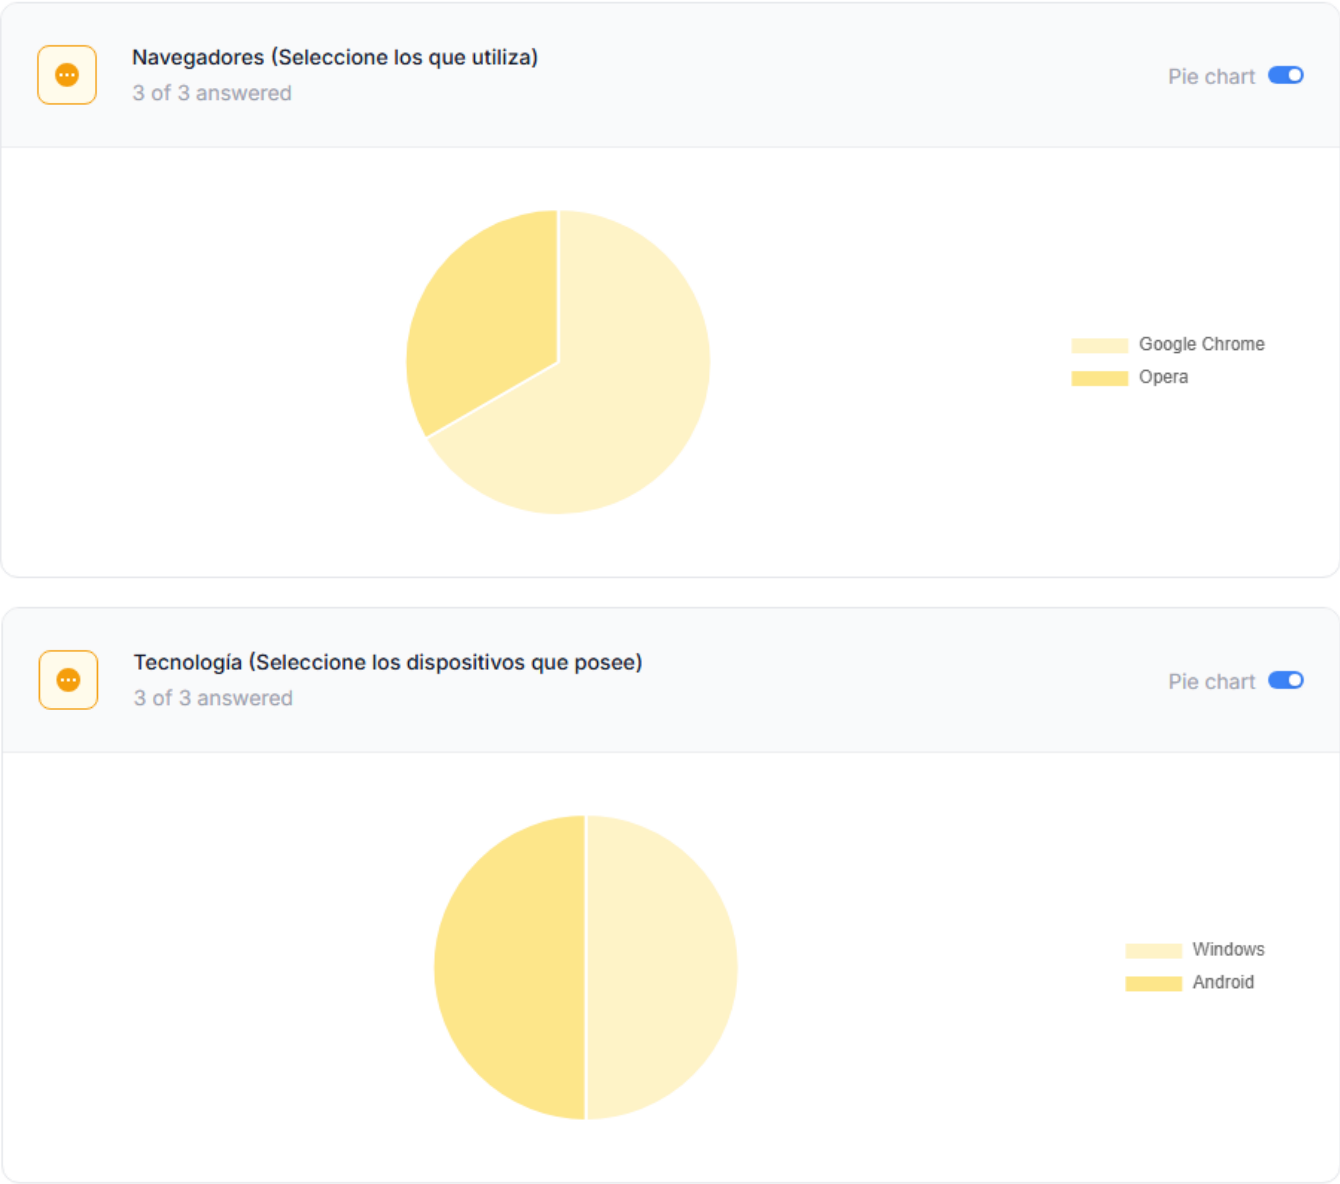 Navegadores (Seleccione los que utiliza)
3 of 3 answered
Pie chart
Google Chrome
Opera
Tecnología (Seleccione los dispositivos que posee)
3 of 3 answered
Pie chart
Windows
Android